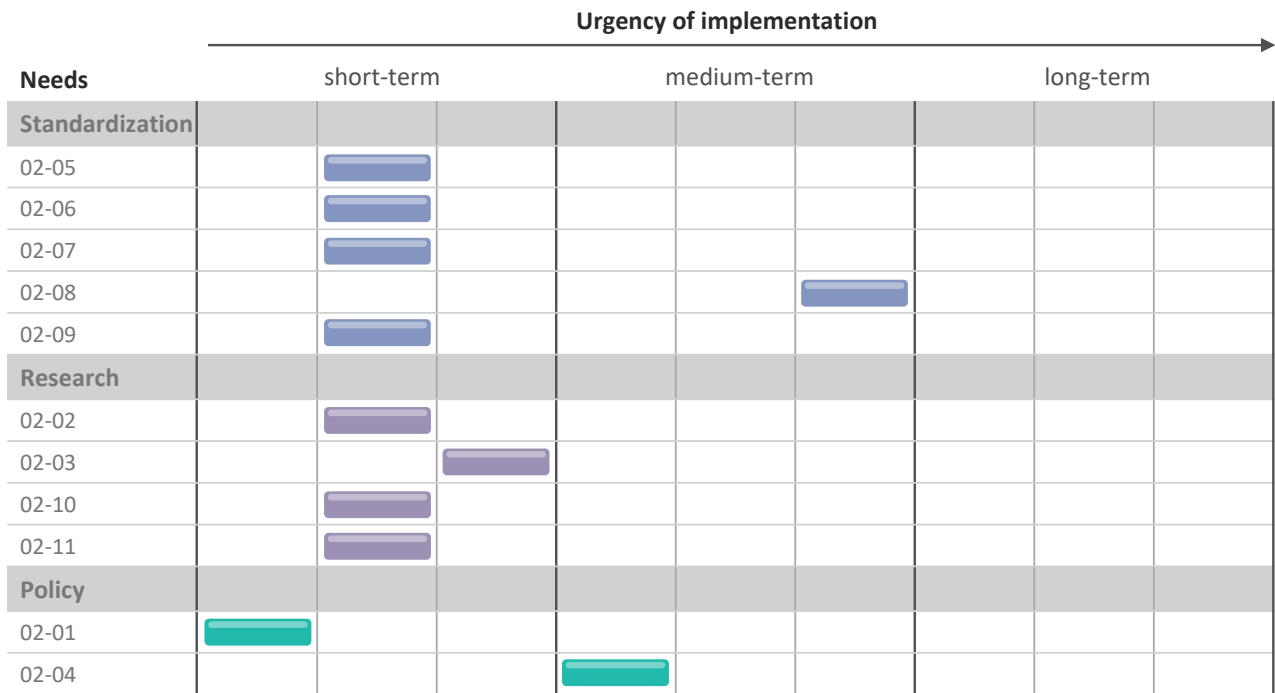 Urgency of implementation
Needs short-term medium-term long-term
Standardization
02-05
02-06
02-07
02-08
02-09
Research
02-02
02-03
02-10
02-11
Policy
02-01
02-04